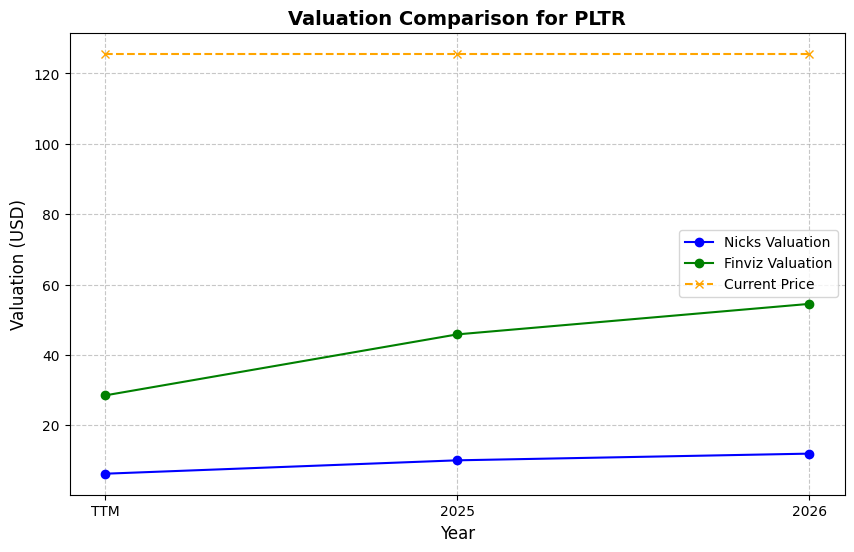 Valuation Comparison for PLTR
Valuation (USD)
120
100
80
60
40
20
Nicks Valuation
Finviz Valuation
Current Price
TTM
2025
2026
Year